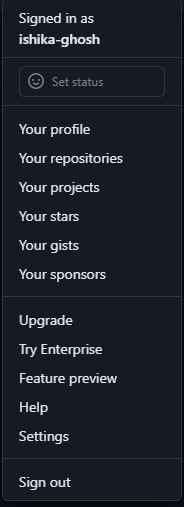 Signed in as
ishika-ghosh
Set status
Your profile
Your repositories
Your projects
Your stars
Your gists
Your sponsors
Upgrade
Try Enterprise
Feature preview
Help
Settings
Sign out